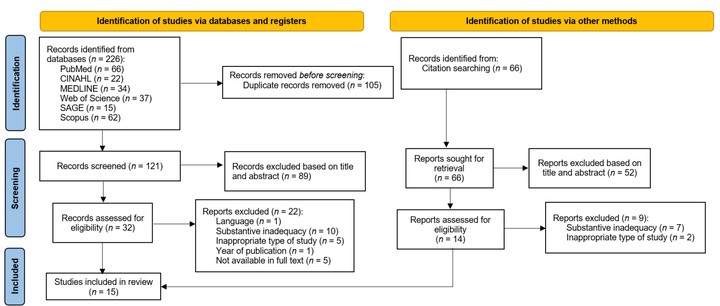 Identification of studies via databases and registers
Identification of studies via other methods
Identification
Records identified from
databases (n = 226):
PubMed (n = 66)
CINAHL (n = 22)
MEDLINE (n = 34)
Web of Science (n = 37)
SAGE (n = 15)
Scopus (n = 62)
Records removed before screening:
Duplicate records removed (n = 105)
Records identified from:
Citation searching (n = 66)
Screening
Records screened (n = 121)
Records excluded based on title
and abstract (n = 89)
Reports sought for
retrieval
(n = 66)
Reports excluded based on
title and abstract (n = 52)
Records assessed for
eligibility (n = 32)
Reports excluded (n = 22):
Language (n = 1)
Substantive inadequacy (n = 10)
Inappropriate type of study (n = 5)
Year of publication (n = 1)
Not available in full text (n = 5)
Reports assessed for
eligibility
(n = 14)
Reports excluded (n = 9):
Substantive inadequacy (n = 7)
Inappropriate type of study (n = 2)
Included
Studies included in review
(n = 15)